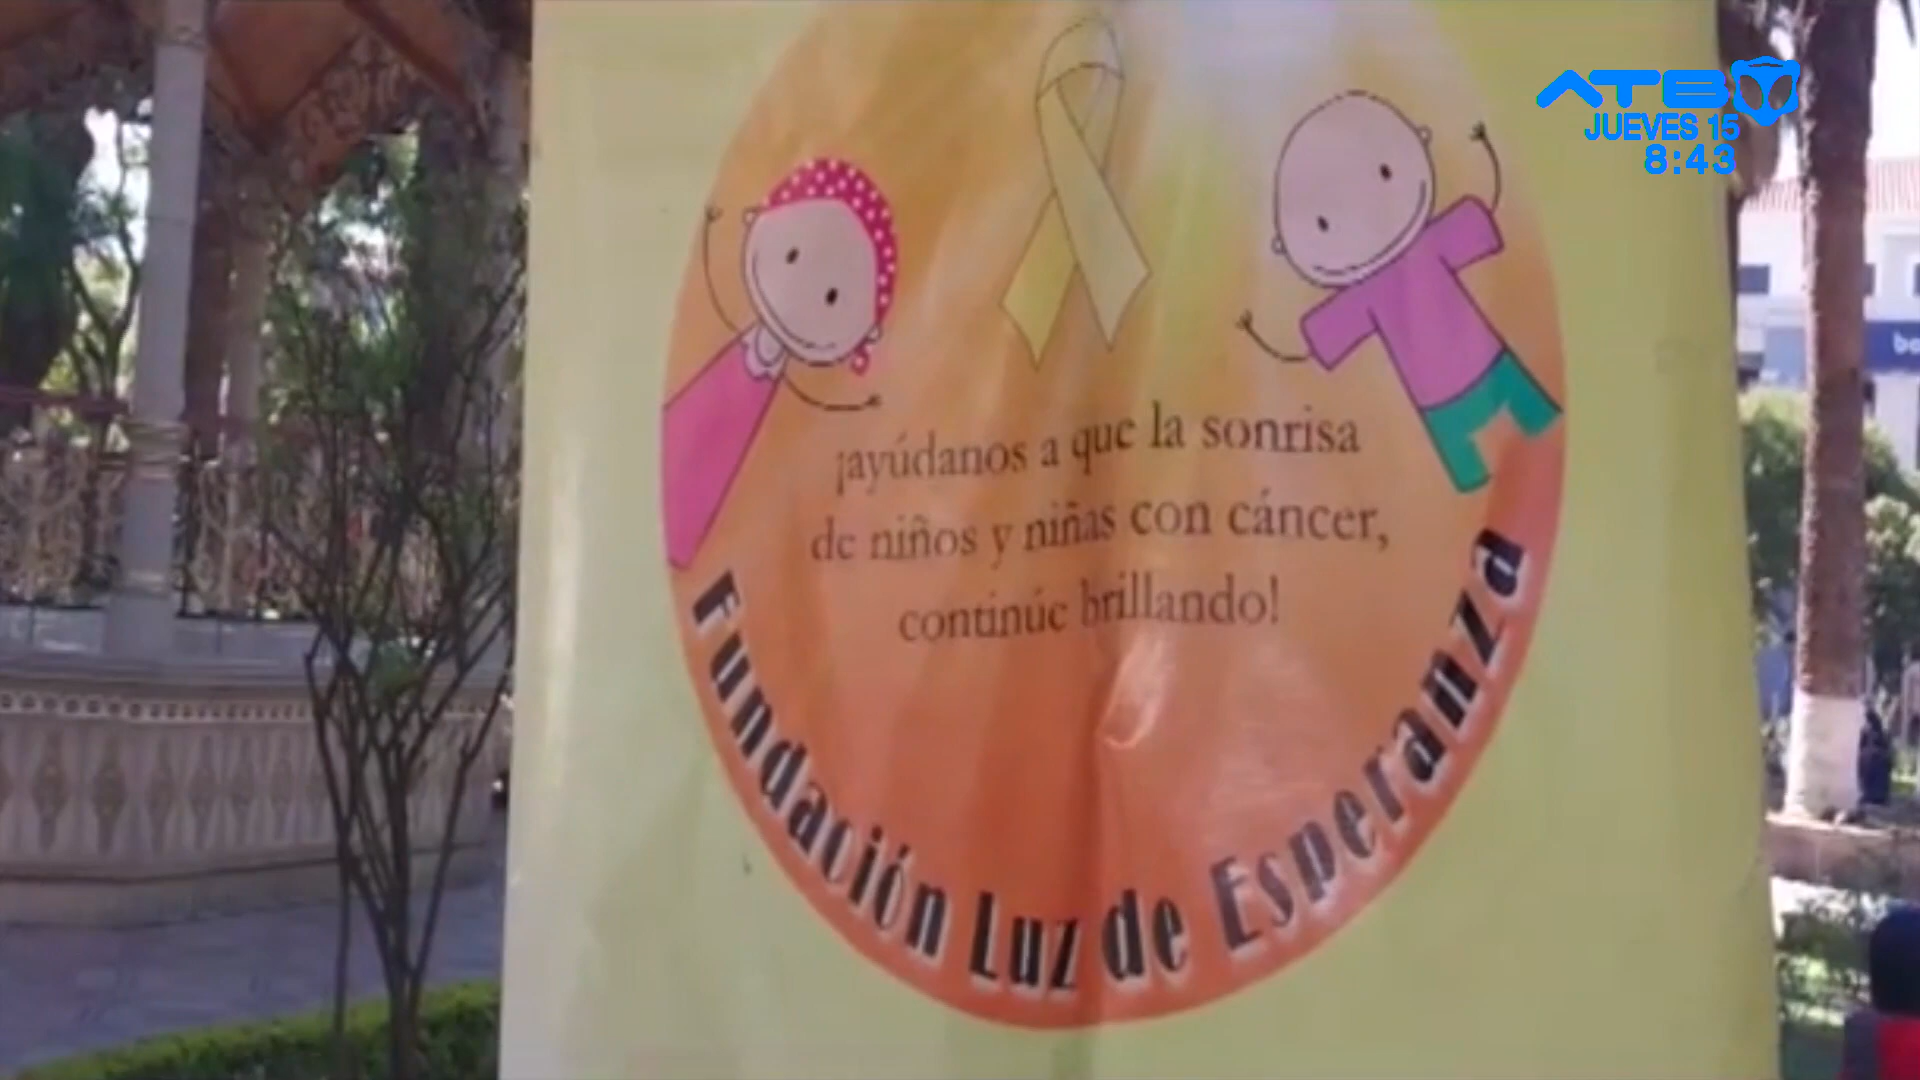 ATB
JUEVES 15
8:43
¡ayúdanos a que la sonrisa
de niños y niñas con cáncer,
continúe brillando!
Fundación Luz de Esperanza